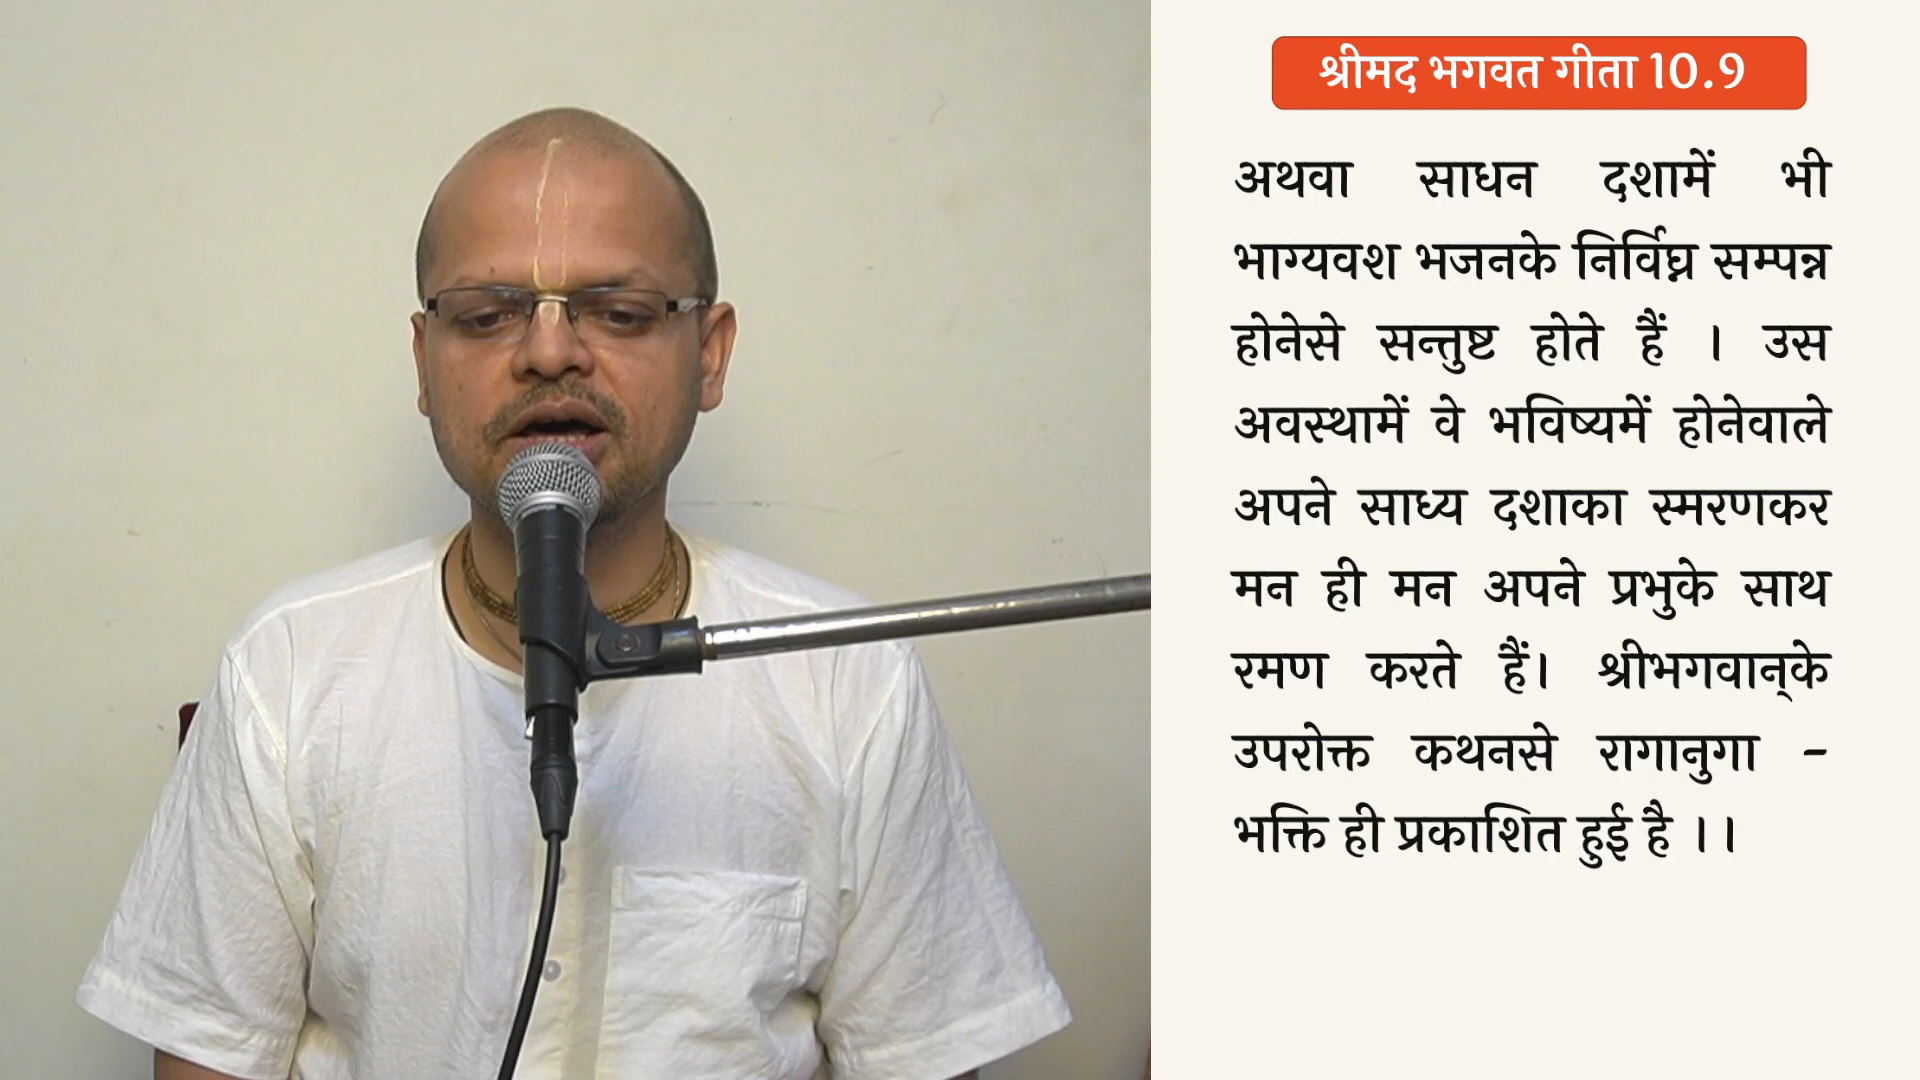 श्रीमद भगवत गीता 10.9
अथवा साधन दशामें भी
भाग्यवश भजनके निर्विघ्न सम्पन्न
होनेसे सन्तुष्ट होते हैं । उस
अवस्थामें वे भविष्यमें होनेवाले
अपने साध्य दशाका स्मरणकर
मन ही मन अपने प्रभुके साथ
रमण करते हैं। श्रीभगवान्‌के
उपरोक्त कथनसे रागानुगा -
भक्ति ही प्रकाशित हुई है ।।